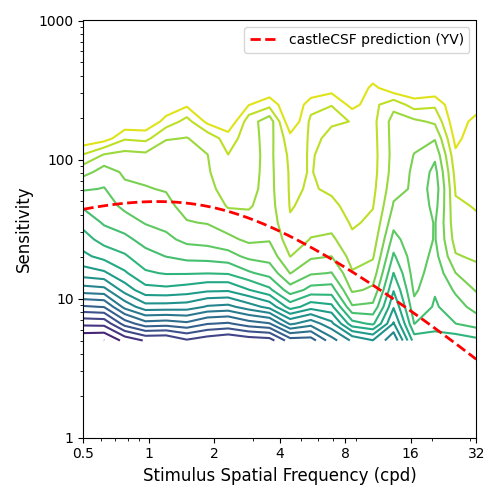 1000
castleCSF prediction (YV)
100
10
1
Sensitivity
0.5 1 2 4 8 16 32
Stimulus Spatial Frequency (cpd)